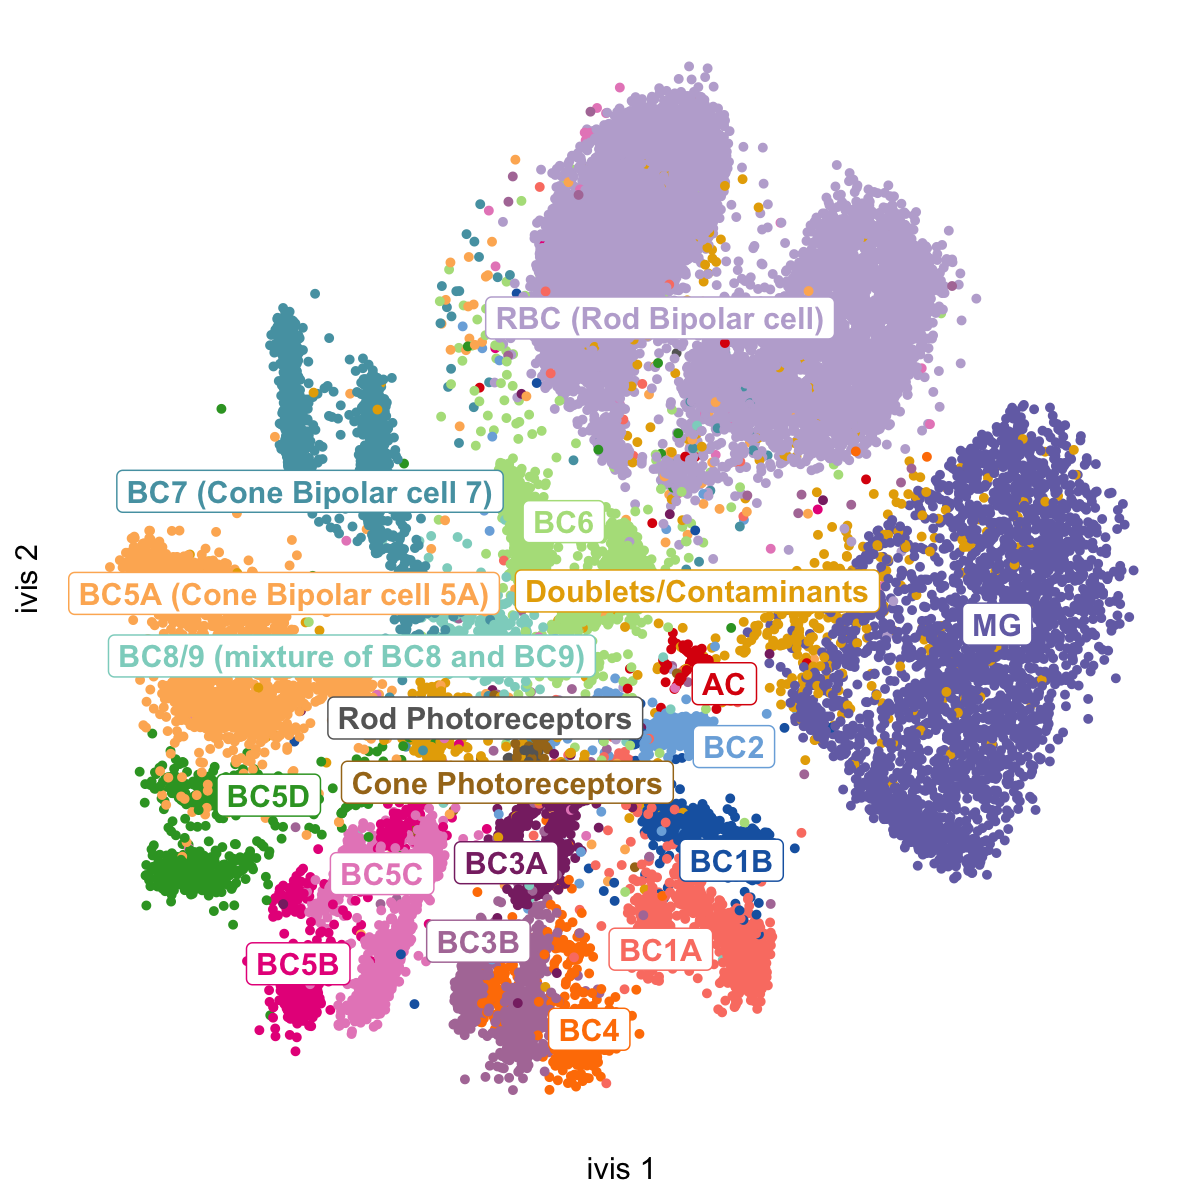 RBC (Rod Bipolar cell)
BC7 (Cone Bipolar cell 7)
BC6
BC5A (Cone Bipolar cell 5A)
Doublets/Contaminants
MG
BC8/9 (mixture of BC8 and BC9)
AC
Rod Photoreceptors
BC2
Cone Photoreceptors
BC5D
BC5C
BC3A
BC1B
BC3B
BC1A
BC5B
BC4
ivis 2
ivis 1